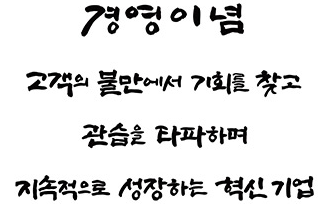 경영이념
고객의 불만에서 기회를 찾고
관습을 타파하며
지속적으로 성장하는 혁신기업